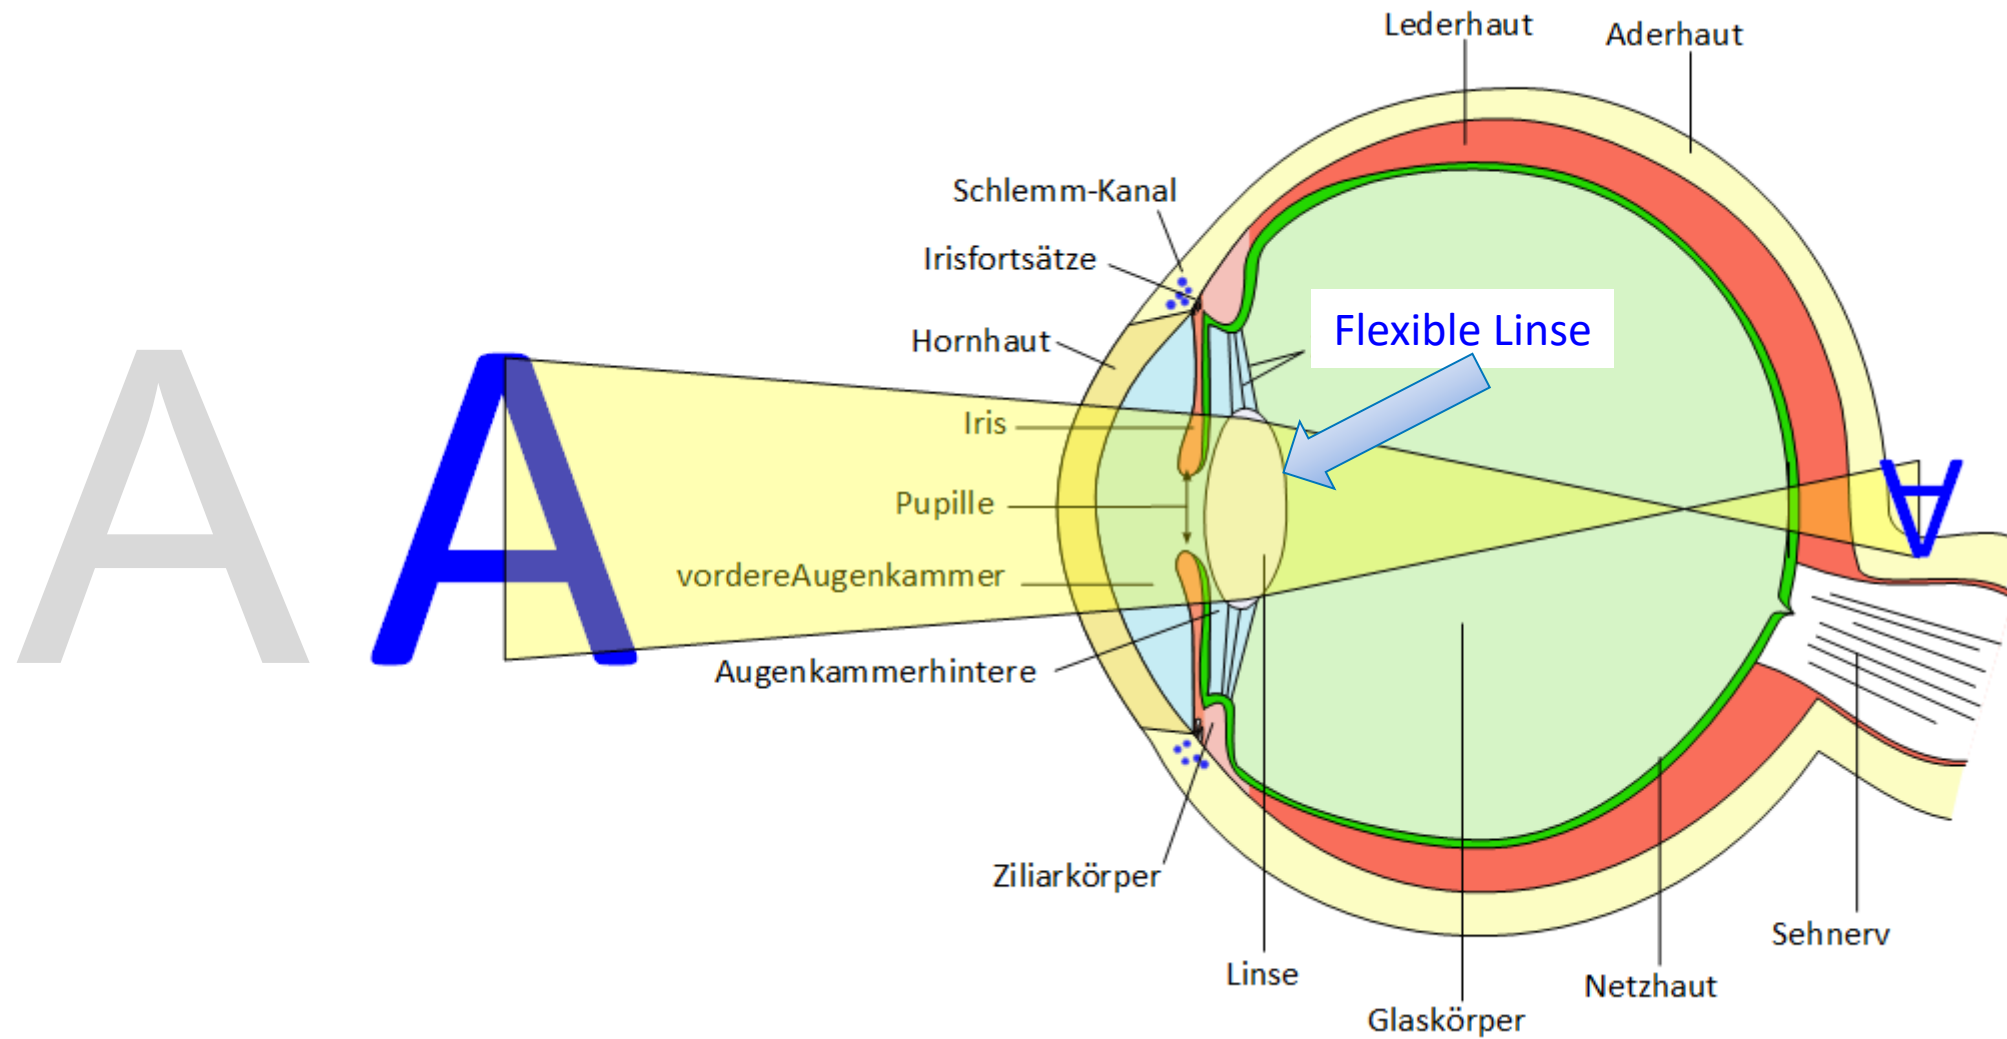 Lederhaut
Aderhaut
Schlemm-Kanal
Irisfortsätze
Flexible Linse
Hornhaut
A
A
Iris
A
Pupille
vordereAugenkammer
Augenkammerhintere
Ziliarkörper
Sehnerv
Linse
Netzhaut
Glaskörper